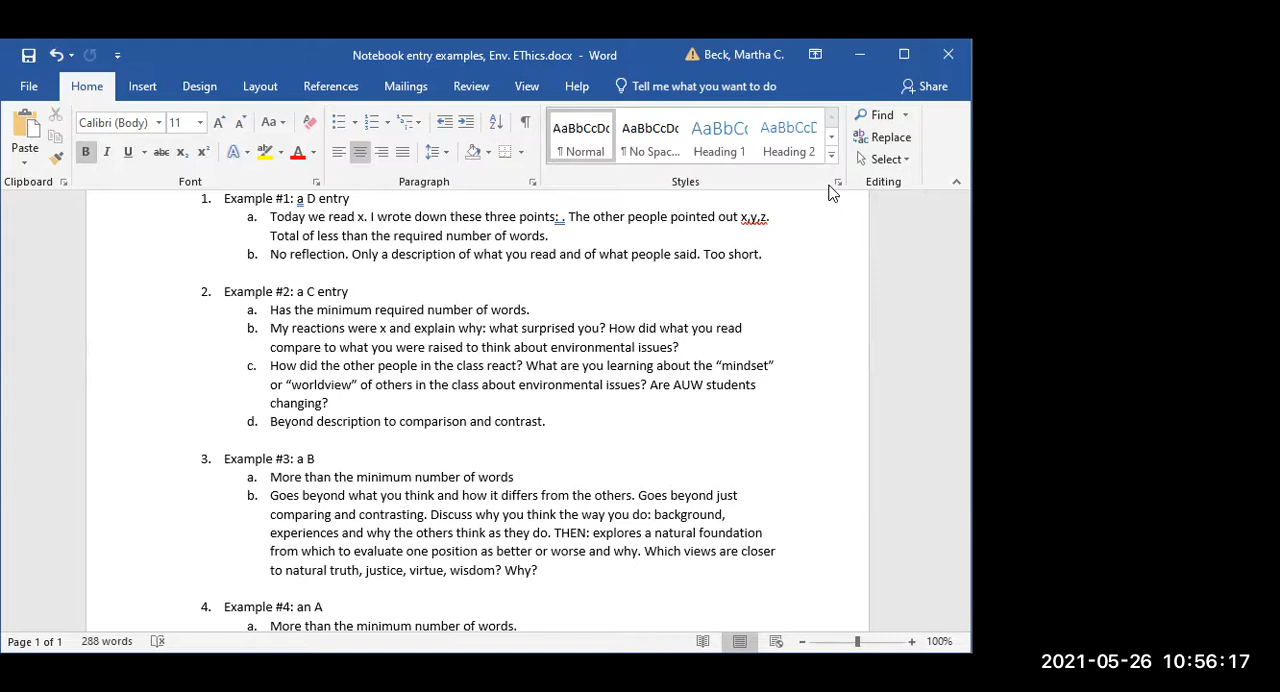 Notebook entry examples, Env. EThics.docx - Word
Beck, Martha C.
File Home Insert Design Layout References Mailings Review View Help Tell me what you want to do Share
Calibri (Body) 11 Aa AaBbCcDc AaBbCcDc AaBbCc AaBbCcD Find
Replace
Paste B I U abc x₂ x² A A ¶ Normal ¶ No Spac... Heading 1 Heading 2 Select
Clipboard Font Paragraph Styles Editing
1. Example #1: a D entry
a. Today we read x. I wrote down these three points: . The other people pointed out x,y,z.
Total of less than the required number of words.
b. No reflection. Only a description of what you read and of what people said. Too short.
2. Example #2: a C entry
a. Has the minimum required number of words.
b. My reactions were x and explain why: what surprised you? How did what you read
compare to what you were raised to think about environmental issues?
c. How did the other people in the class react? What are you learning about the “mindset”
or “worldview” of others in the class about environmental issues? Are AUW students
changing?
d. Beyond description to comparison and contrast.
3. Example #3: a B
a. More than the minimum number of words
b. Goes beyond what you think and how it differs from the others. Goes beyond just
comparing and contrasting. Discuss why you think the way you do: background,
experiences and why the others think as they do. THEN: explores a natural foundation
from which to evaluate one position as better or worse and why. Which views are closer
to natural truth, justice, virtue, wisdom? Why?
4. Example #4: an A
a. More than the minimum number of words.
Page 1 of 1 288 words 100%
2021-05-26 10:56:17